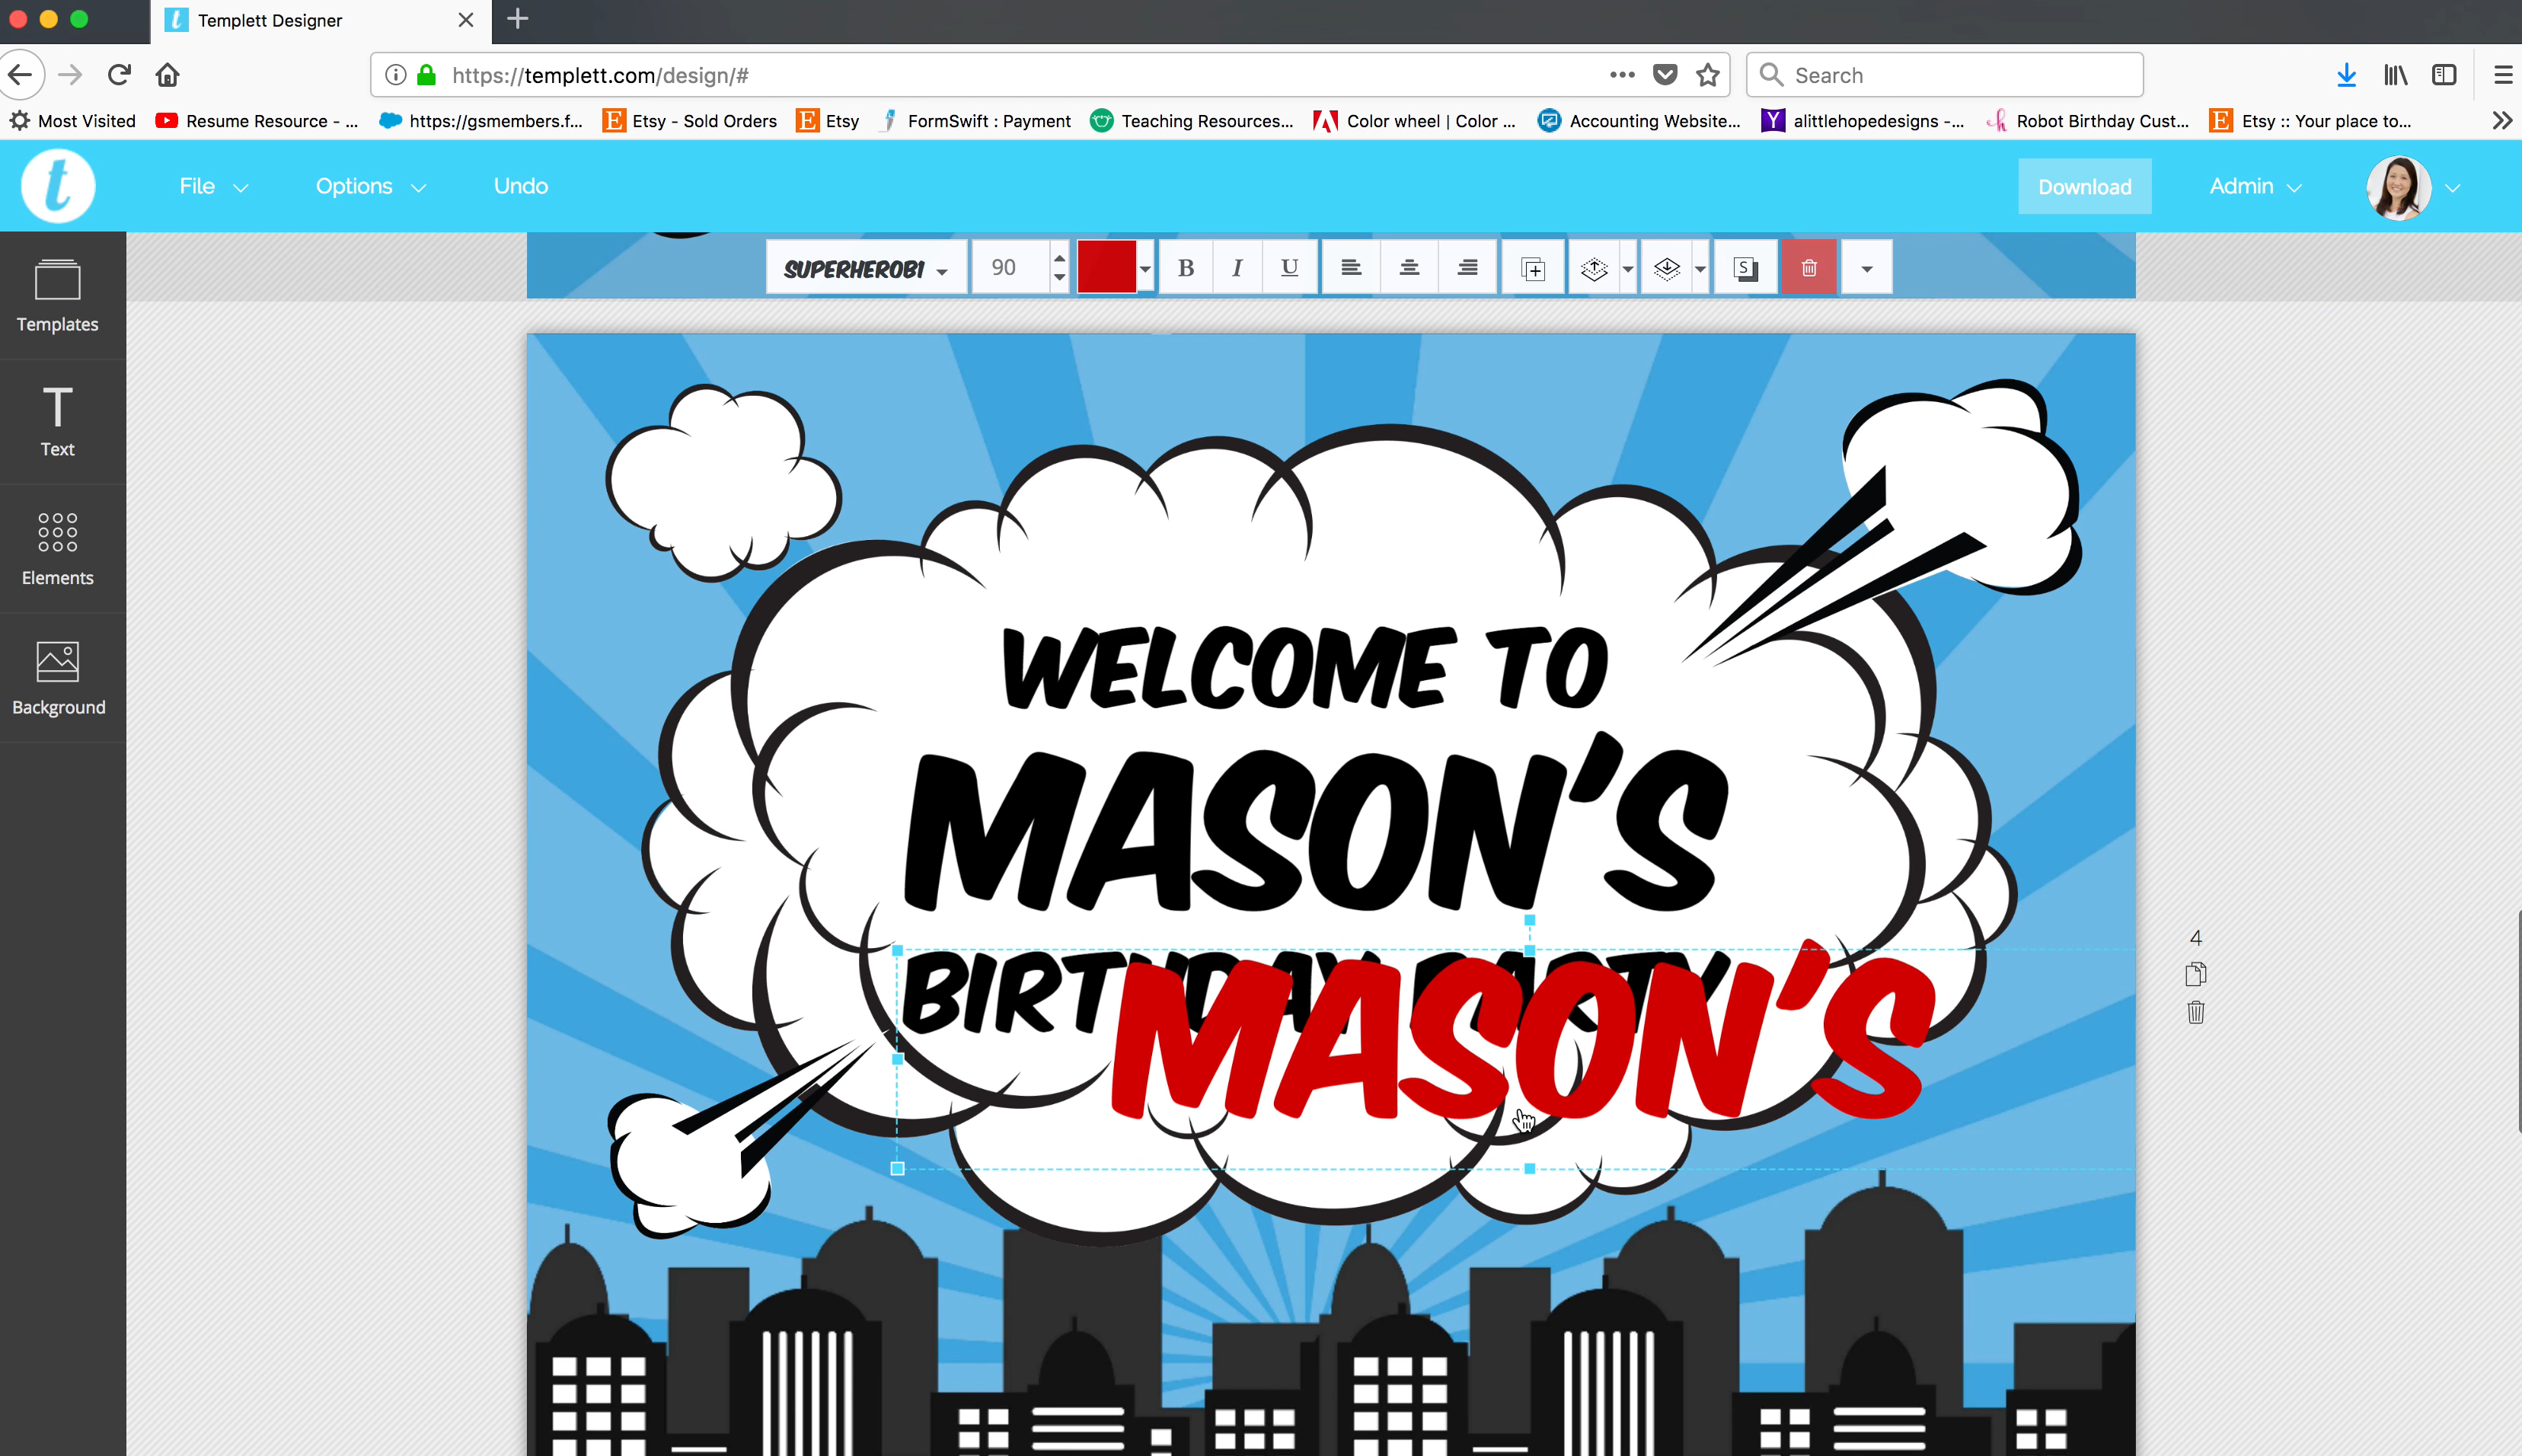 Templett Designer
https://templett.com/design/#
Search
Most Visited
Resume Resource - ...
https://gsmembers.f...
Etsy - Sold Orders
Etsy
FormSwift : Payment
Teaching Resources...
Color wheel | Color ...
Accounting Website...
alittlehopedesigns -...
Robot Birthday Cust...
Etsy :: Your place to...
t
File
Options
Undo
Download
Admin
SUPERHEROBI
90
B
I
U
S
Templates
Text
Elements
Background
WELCOME TO
MASON'S
BIRTHDAY PARTY
MASON'S
4